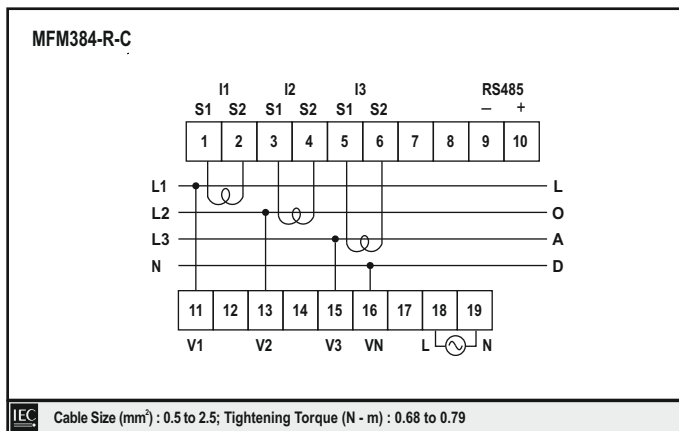 MFM384-R-C
I1 I2 I3 RS485
S1 S2 S1 S2 S1 S2 – +
1 2 3 4 5 6 7 8 9 10
L1 L
L2 O
L3 A
N D
11 12 13 14 15 16 17 18 19
V1 V2 V3 VN L N
IEC Cable Size (mm²) : 0.5 to 2.5; Tightening Torque (N - m) : 0.68 to 0.79